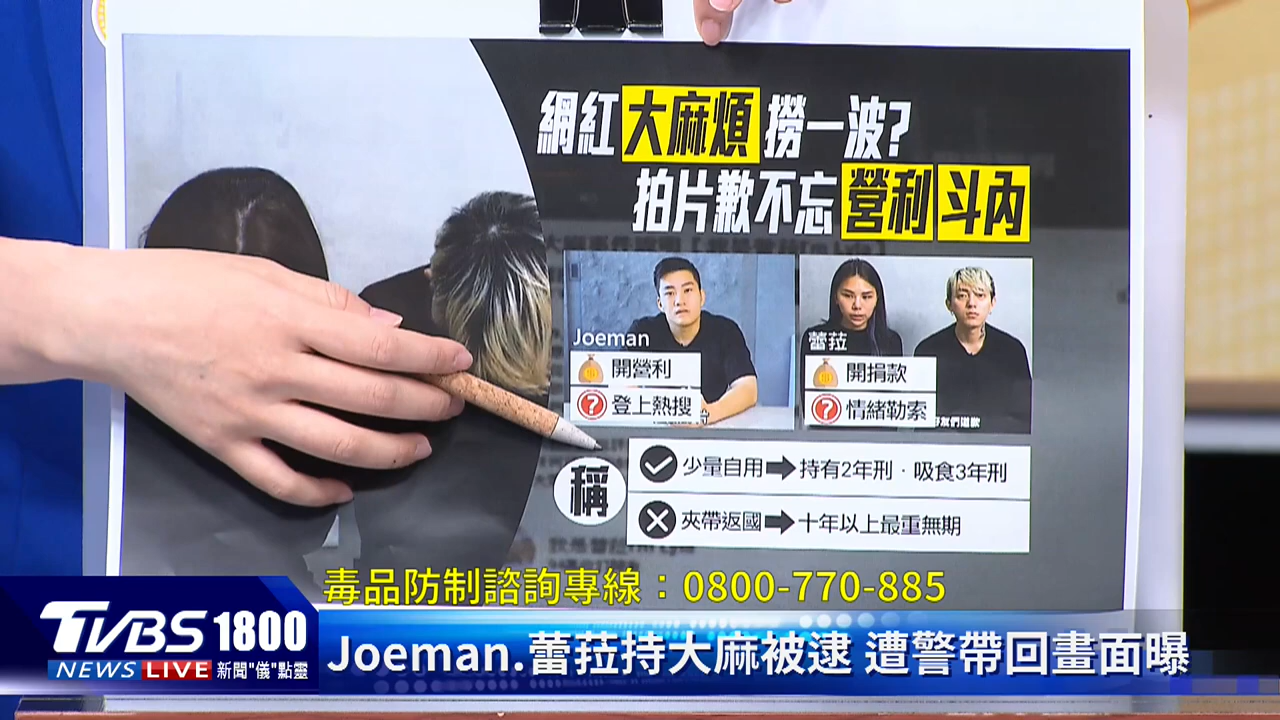 網紅大麻煩撈一波?
拍片歉不忘營利斗內
Joeman
開營利
登上熱搜
蕾菈
開捐款
情緒勒索
友們道歉
稱
少量自用➡持有2年刑．吸食3年刑
夾帶返國➡十年以上最重無期
毒品防制諮詢專線：0800-770-885
TVBS 1800
NEWS LIVE 新聞"儀"點靈
Joeman.蕾菈持大麻被逮 遭警帶回畫面曝